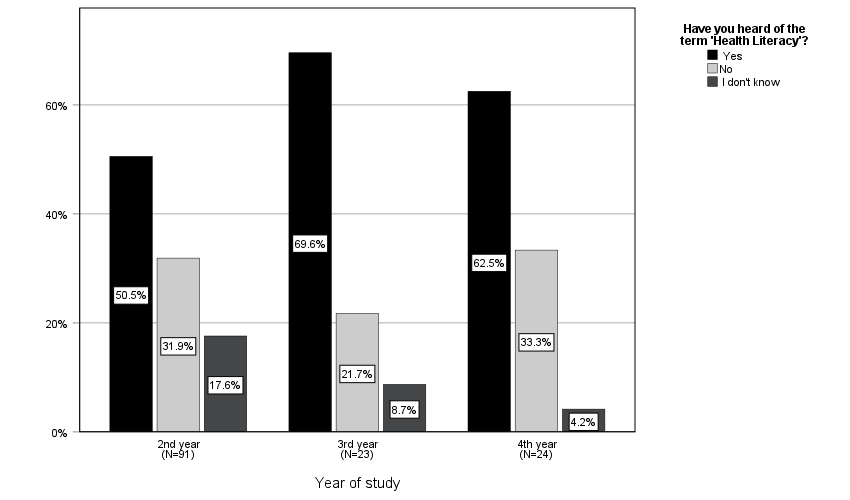 Have you heard of the
term 'Health Literacy'?
Yes
No
I don't know
60%
40%
20%
0%
50.5%
31.9%
17.6%
69.6%
21.7%
8.7%
62.5%
33.3%
4.2%
2nd year
(N=91)
3rd year
(N=23)
4th year
(N=24)
Year of study